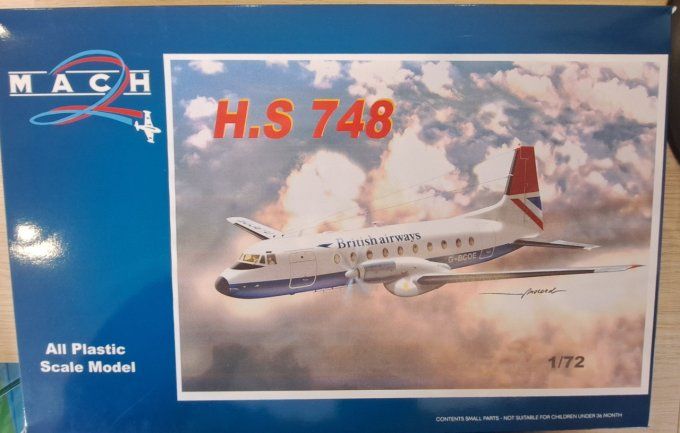 MACH
2
H.S 748
British airways
G-BCOE
All Plastic
Scale Model
1/72
CONTENTS SMALL PARTS - NOT SUITABLE FOR CHILDREN UNDER 36 MONTH